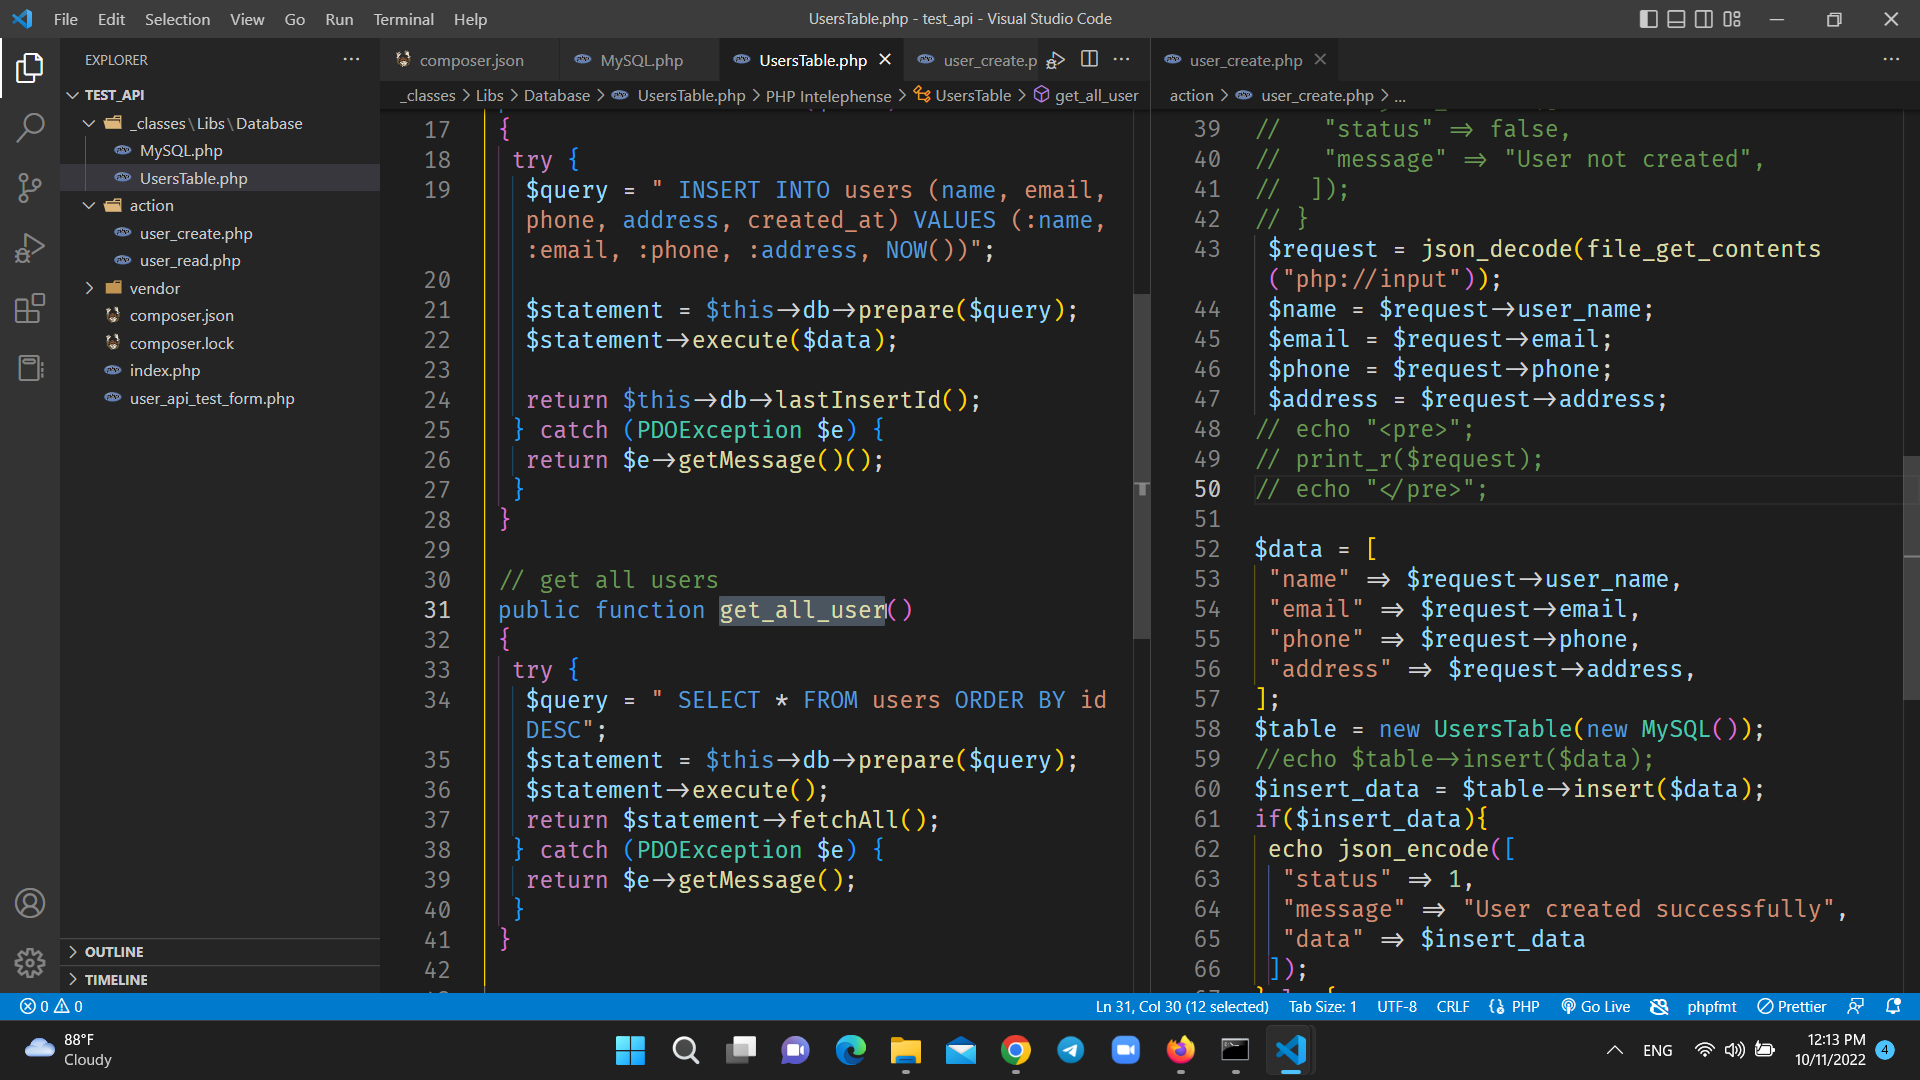 File Edit Selection View Go Run Terminal Help
UsersTable.php - test_api - Visual Studio Code
EXPLORER
TEST_API
_classes\Libs\Database
MySQL.php
UsersTable.php
action
user_create.php
user_read.php
vendor
composer.json
composer.lock
index.php
user_api_test_form.php
OUTLINE
TIMELINE
composer.json MySQL.php UsersTable.php user_create.p
_classes > Libs > Database > UsersTable.php > PHP Intelephense > UsersTable > get_all_user
17 {
18 try {
19 $query = " INSERT INTO users (name, email,
phone, address, created_at) VALUES (:name,
:email, :phone, :address, NOW())";
20
21 $statement = $this->db->prepare($query);
22 $statement->execute($data);
23
24 return $this->db->lastInsertId();
25 } catch (PDOException $e) {
26 return $e->getMessage()();
27 }
28 }
29
30 // get all users
31 public function get_all_user()
32 {
33 try {
34 $query = " SELECT * FROM users ORDER BY id
DESC";
35 $statement = $this->db->prepare($query);
36 $statement->execute();
37 return $statement->fetchAll();
38 } catch (PDOException $e) {
39 return $e->getMessage();
40 }
41 }
42
user_create.php
action > user_create.php > ...
39 // "status" => false,
40 // "message" => "User not created",
41 // ]);
42 // }
43 $request = json_decode(file_get_contents
("php://input"));
44 $name = $request->user_name;
45 $email = $request->email;
46 $phone = $request->phone;
47 $address = $request->address;
48 // echo "<pre>";
49 // print_r($request);
50 // echo "</pre>";
51
52 $data = [
53 "name" => $request->user_name,
54 "email" => $request->email,
55 "phone" => $request->phone,
56 "address" => $request->address,
57 ];
58 $table = new UsersTable(new MySQL());
59 //echo $table->insert($data);
60 $insert_data = $table->insert($data);
61 if($insert_data){
62 echo json_encode([
63 "status" => 1,
64 "message" => "User created successfully",
65 "data" => $insert_data
66 ]);
0 0 Ln 31, Col 30 (12 selected) Tab Size: 1 UTF-8 CRLF PHP Go Live phpfmt Prettier
88°F
Cloudy
ENG
12:13 PM
10/11/2022
4